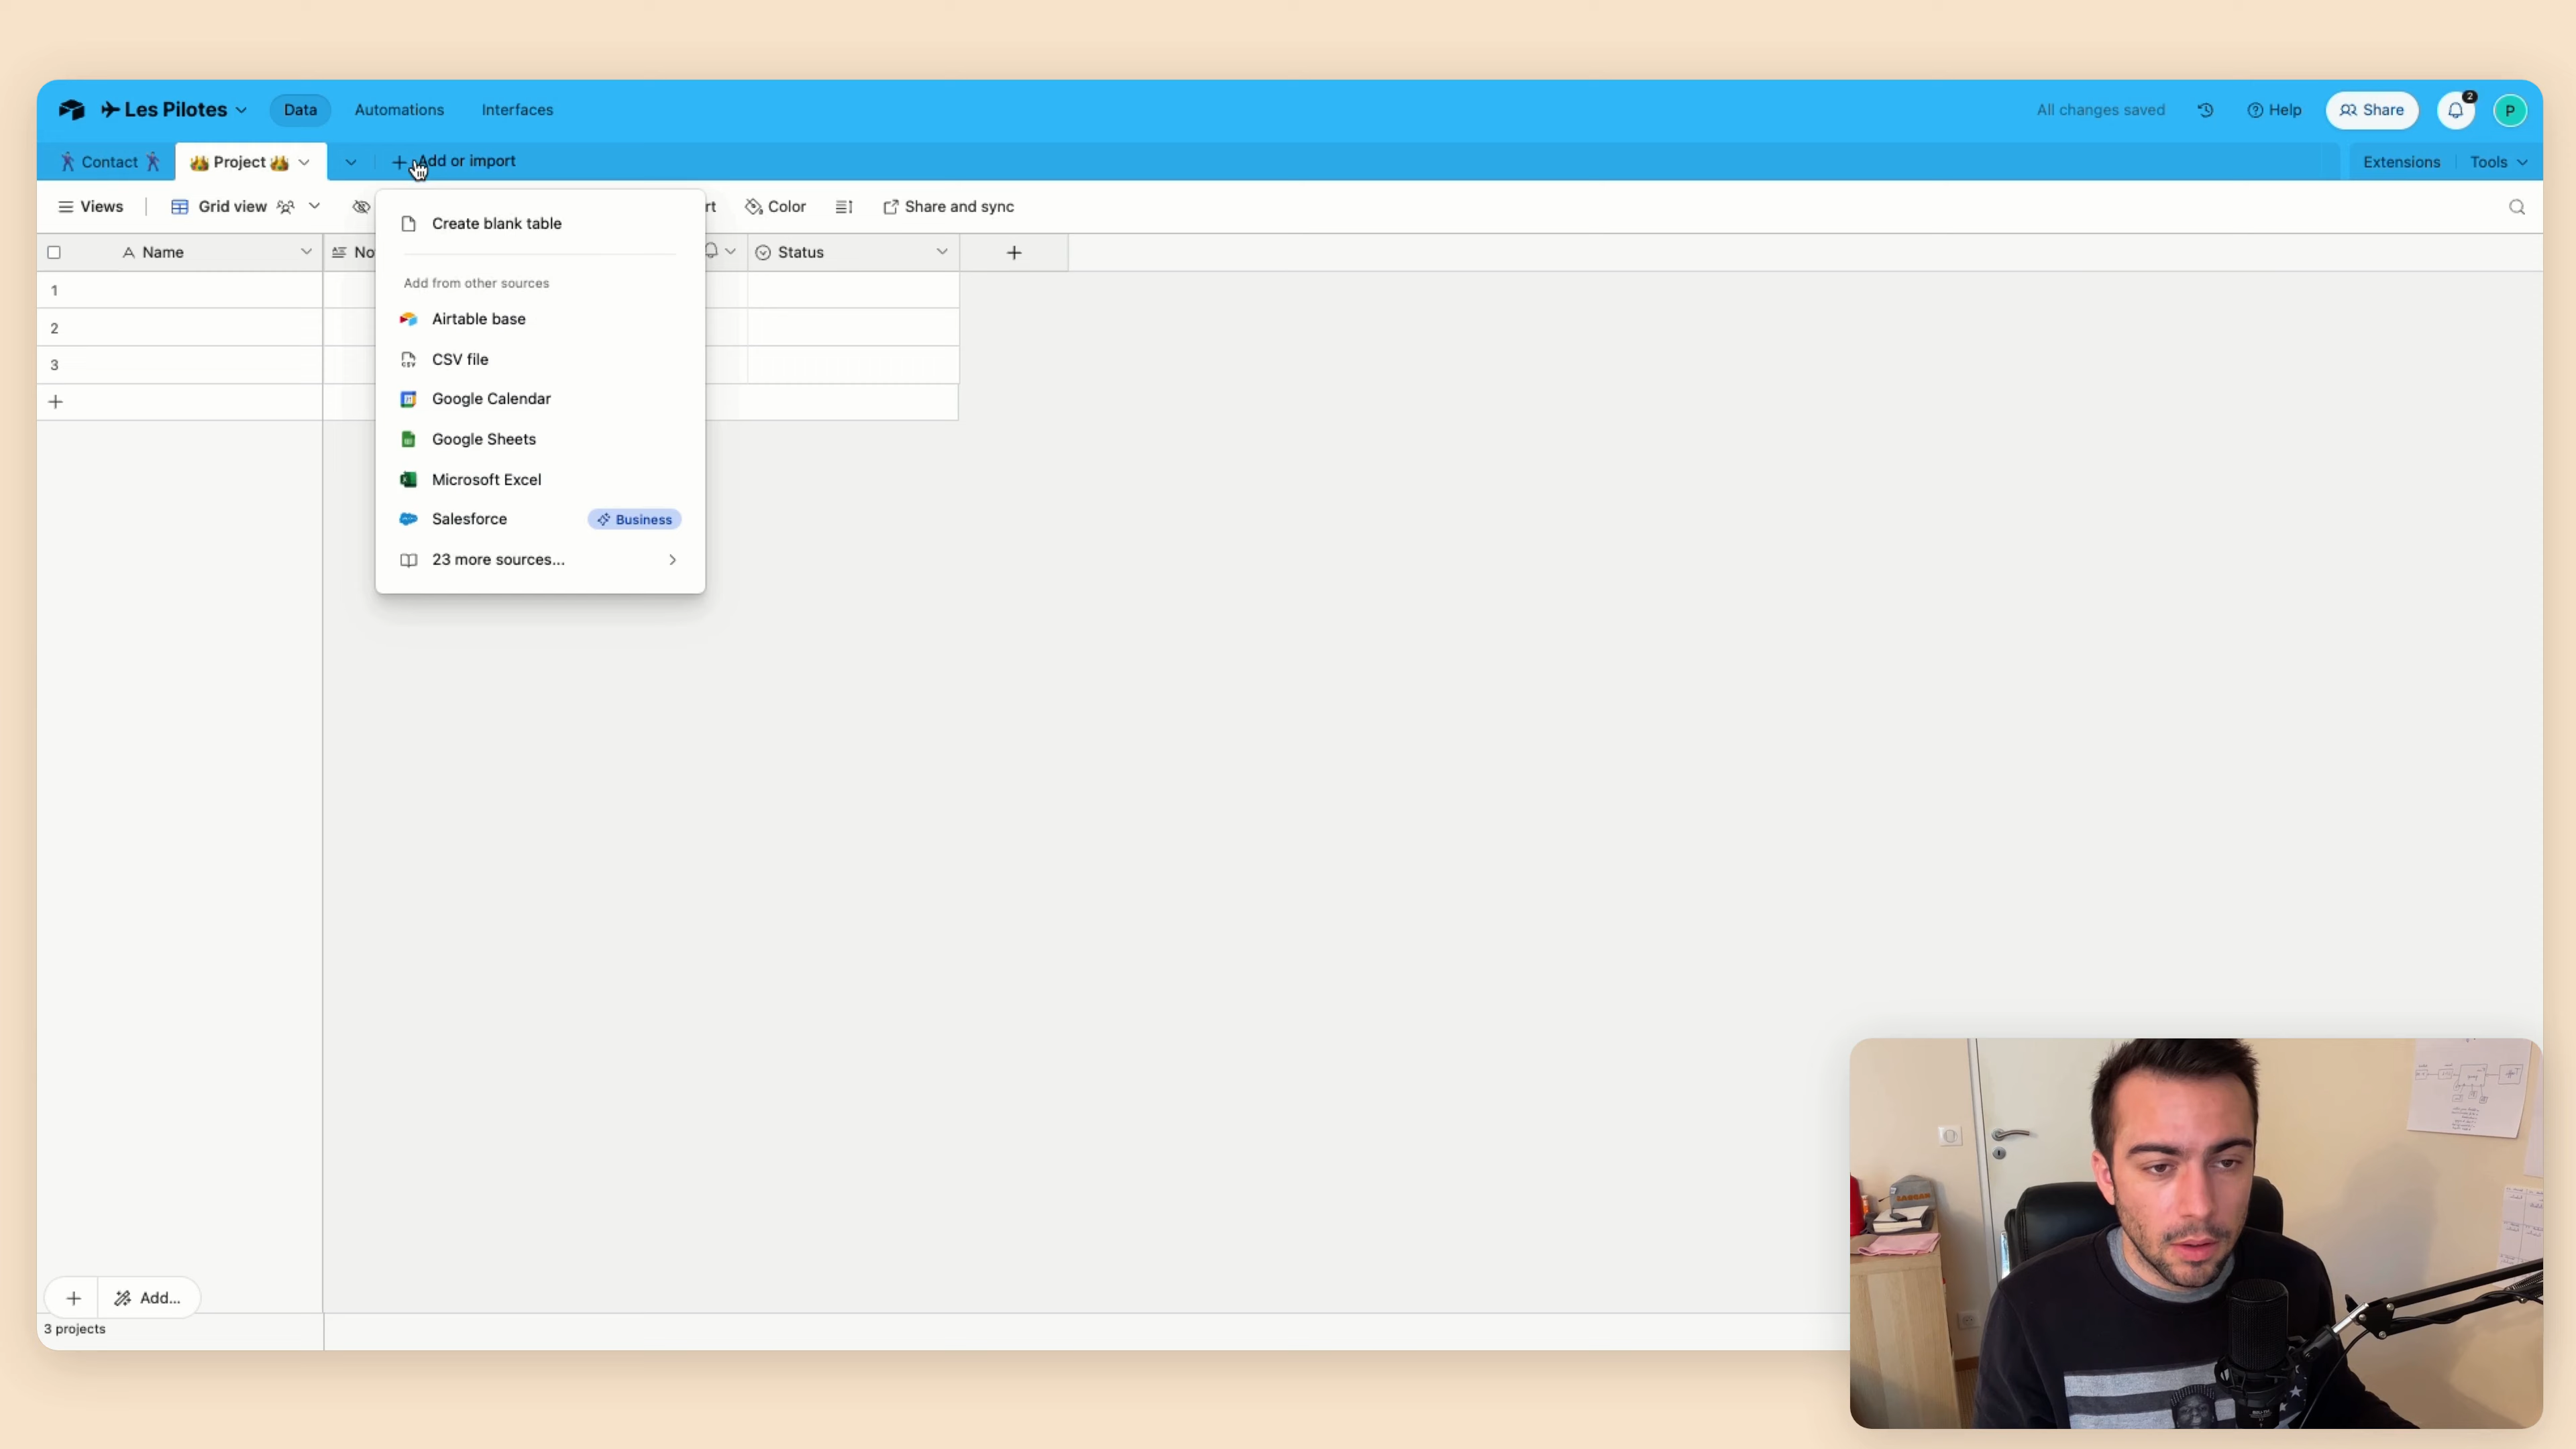 Les Pilotes Data Automations Interfaces All changes saved Help Share 2 P
Contact Project Add or import Extensions Tools
Views Grid view rt Color Share and sync
Name No Status
Create blank table
Add from other sources
Airtable base
CSV file
Google Calendar
Google Sheets
Microsoft Excel
Salesforce Business
23 more sources...
1
2
3
Add...
3 projects